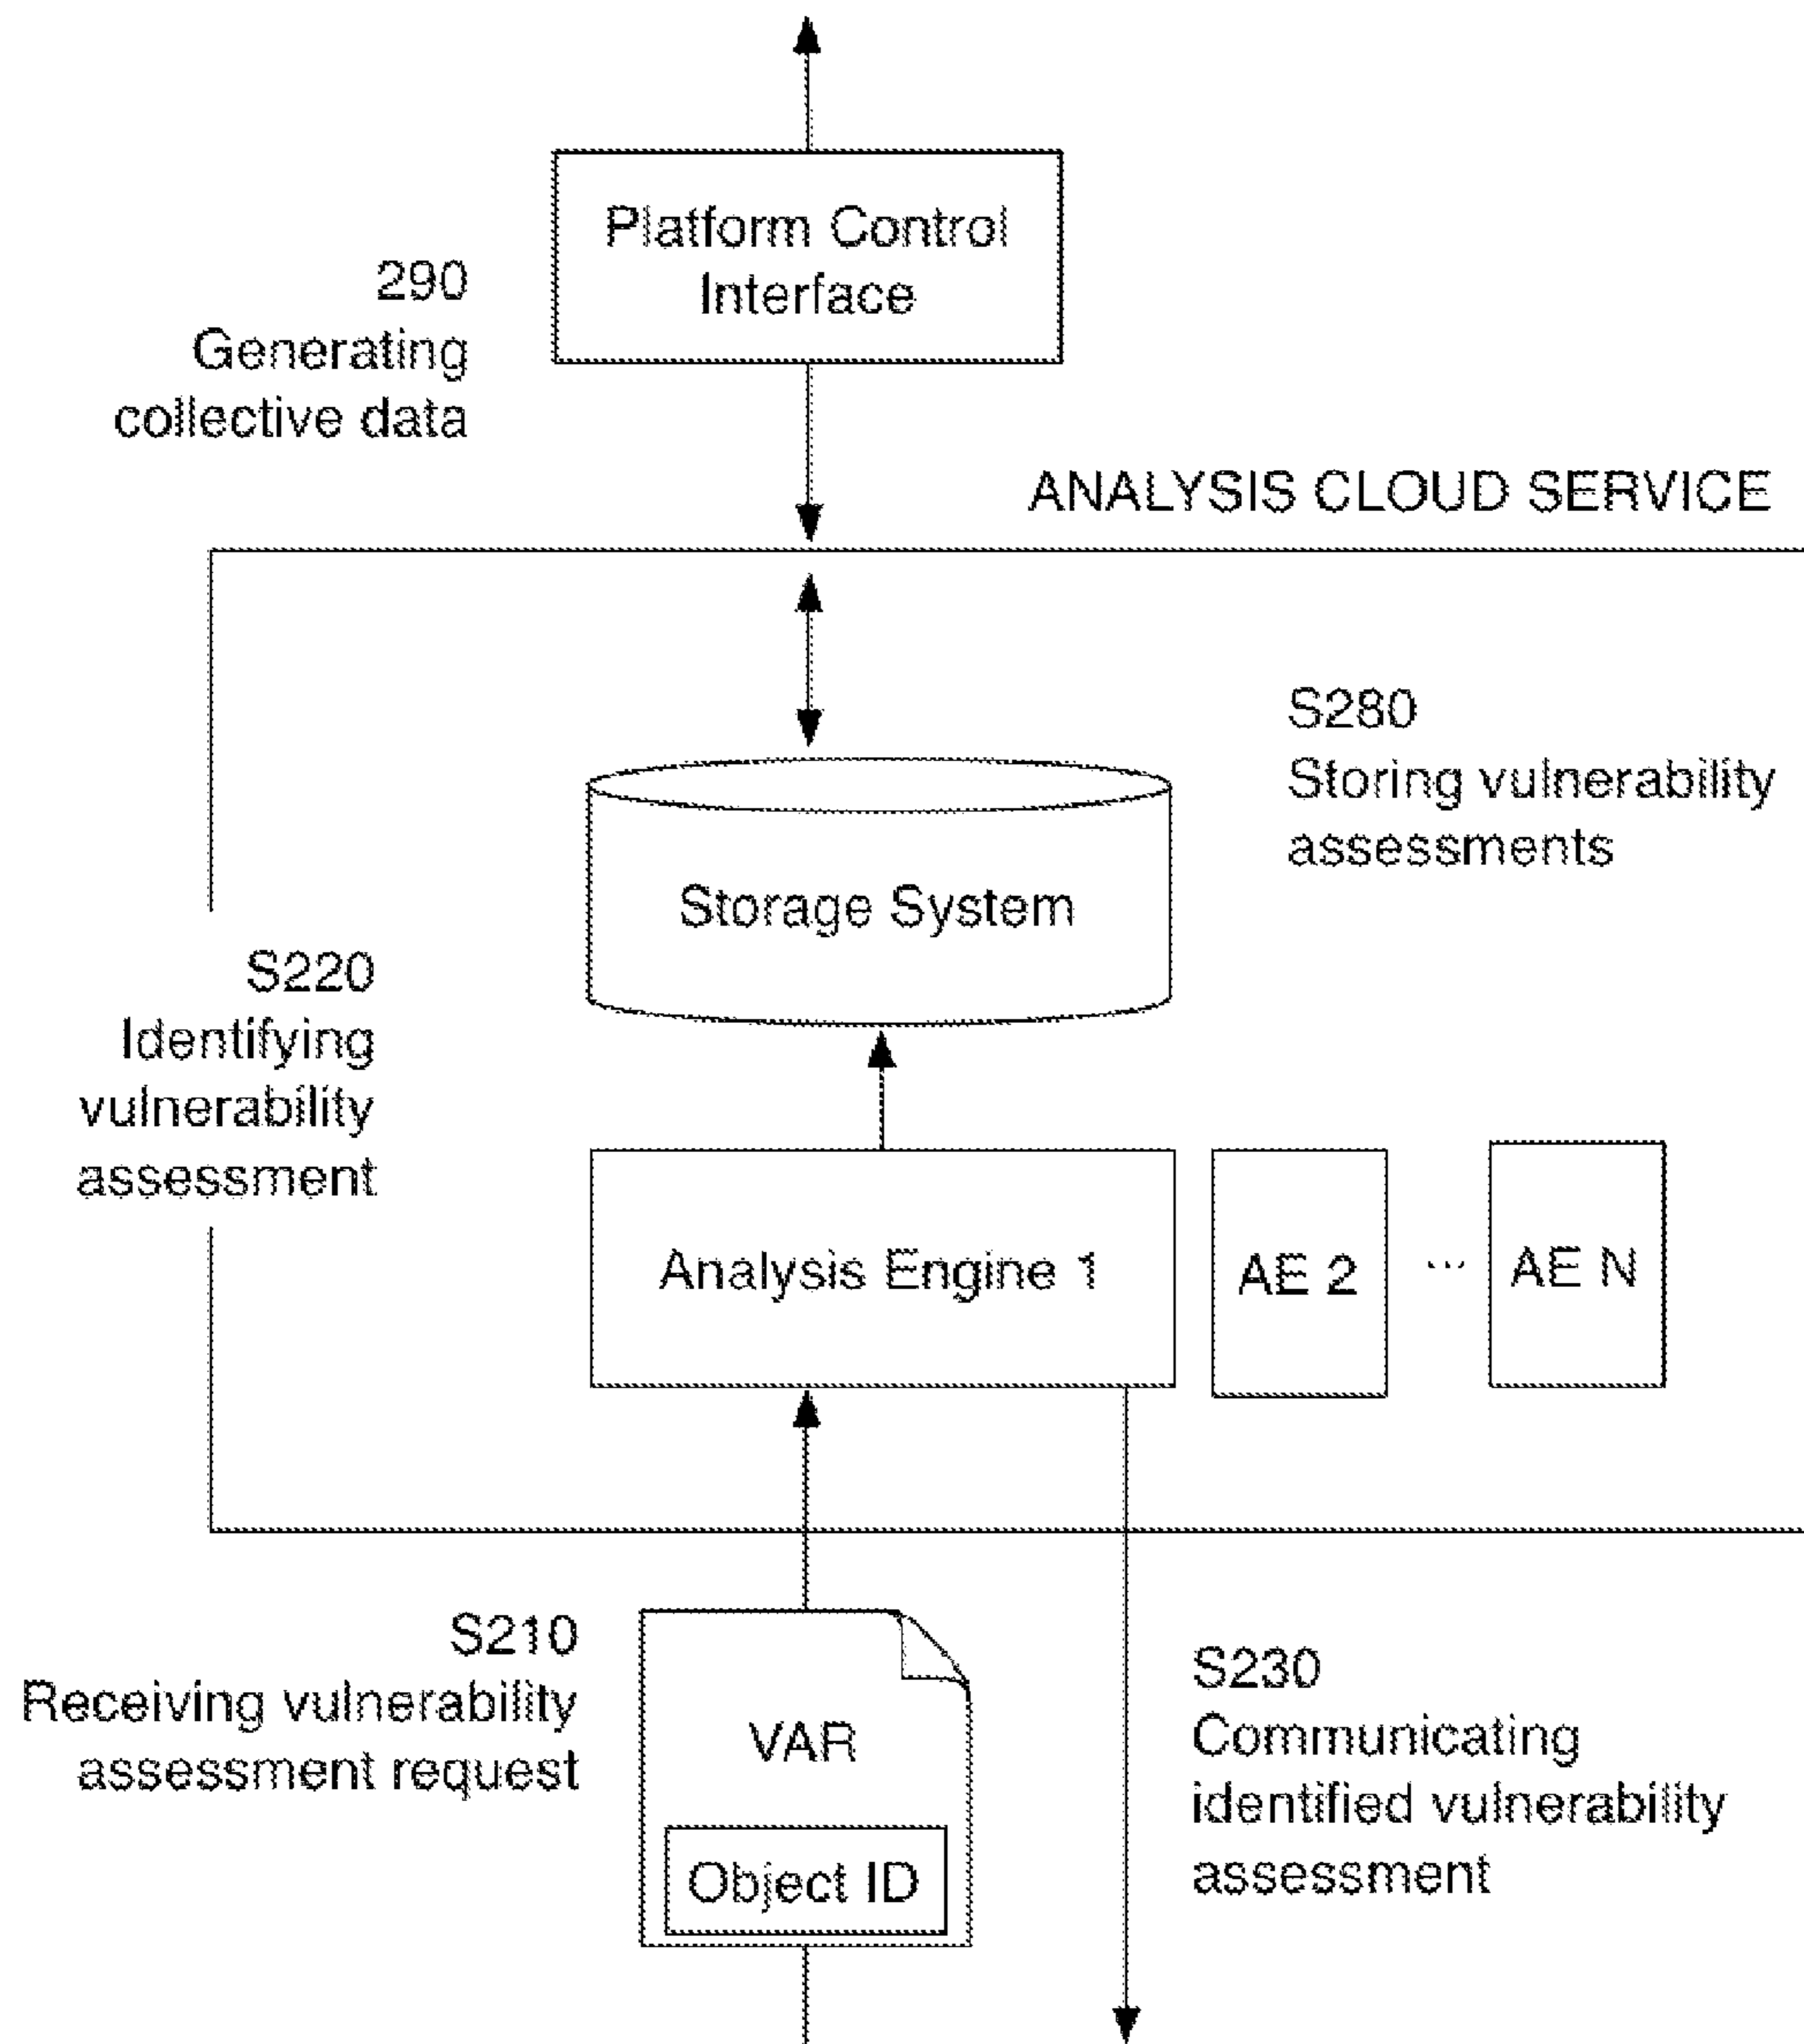 Platform Control
Interface
290
Generating
collective data
ANALYSIS CLOUD SERVICE
S280
Storing vulnerability
assessments
Storage System
S220
Identifying
vulnerability
assessment
Analysis Engine 1
AE 2
...
AE N
S210
Receiving vulnerability
assessment request
VAR
Object ID
S230
Communicating
identified vulnerability
assessment